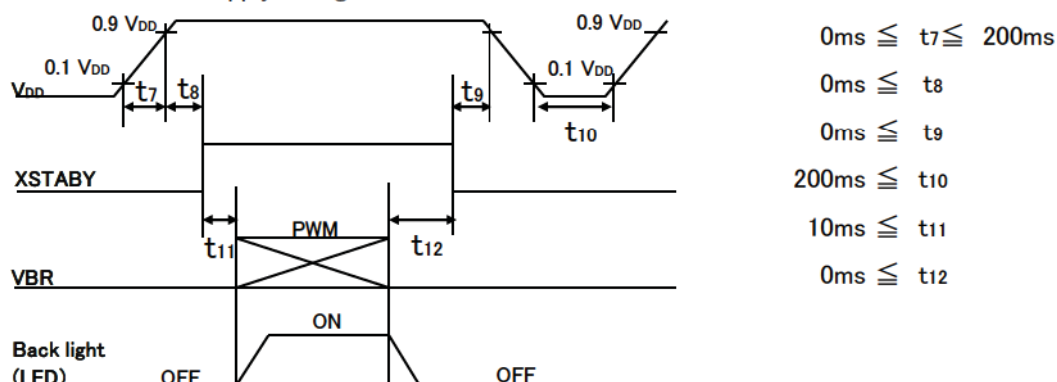 0.9 VDD
0.9 VDD
0ms ≦ t7≦ 200ms
0.1 VDD
0.1 VDD
VDD
t7
t8
t9
0ms ≦ t8
t10
0ms ≦ t9
XSTABY
200ms ≦ t10
PWM
10ms ≦ t11
t11
t12
VBR
0ms ≦ t12
ON
Back light
(LED)
OFF
OFF